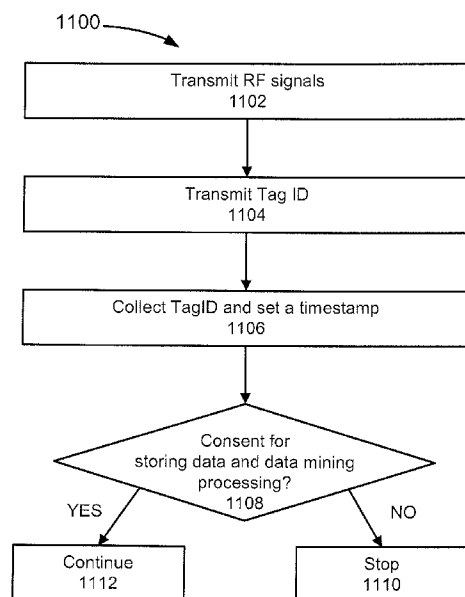 1100
Transmit RF signals
1102
Transmit Tag ID
1104
Collect TagID and set a timestamp
1106
Consent for
storing data and data mining
processing?
1108
YES
NO
Continue
1112
Stop
1110